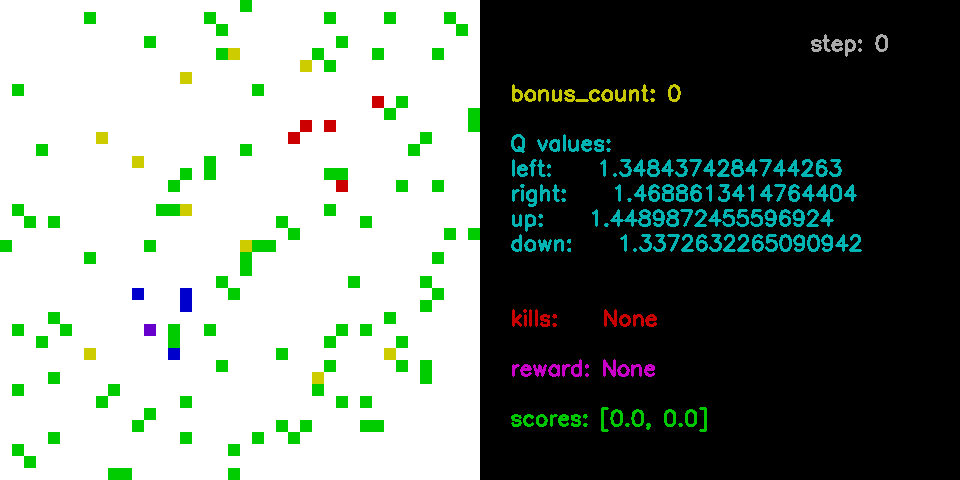 step: 0
bonus_count: 0
Q values:
left: 1.3484374284744263
right: 1.4688613414764404
up: 1.4489872455596924
down: 1.3372632265090942
kills: None
reward: None
scores: [0.0, 0.0]